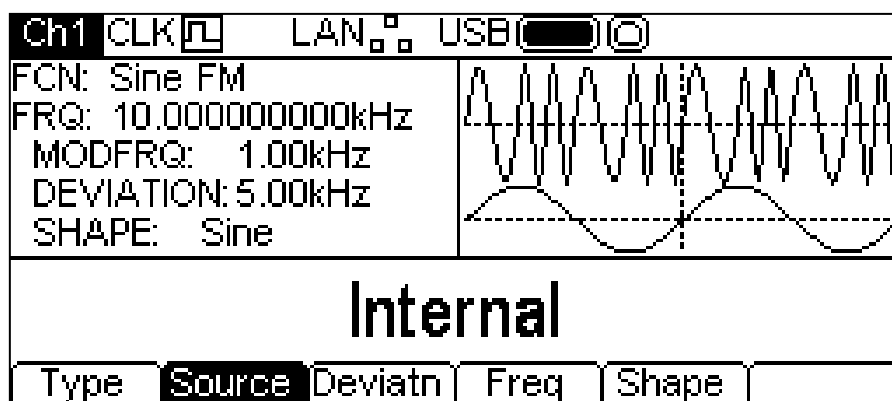 Ch1 CLK LAN USB
FCN: Sine FM
FRQ: 10.000000000kHz
MODFRQ: 1.00kHz
DEVIATION: 5.00kHz
SHAPE: Sine
Internal
Type Source Deviatn Freq Shape